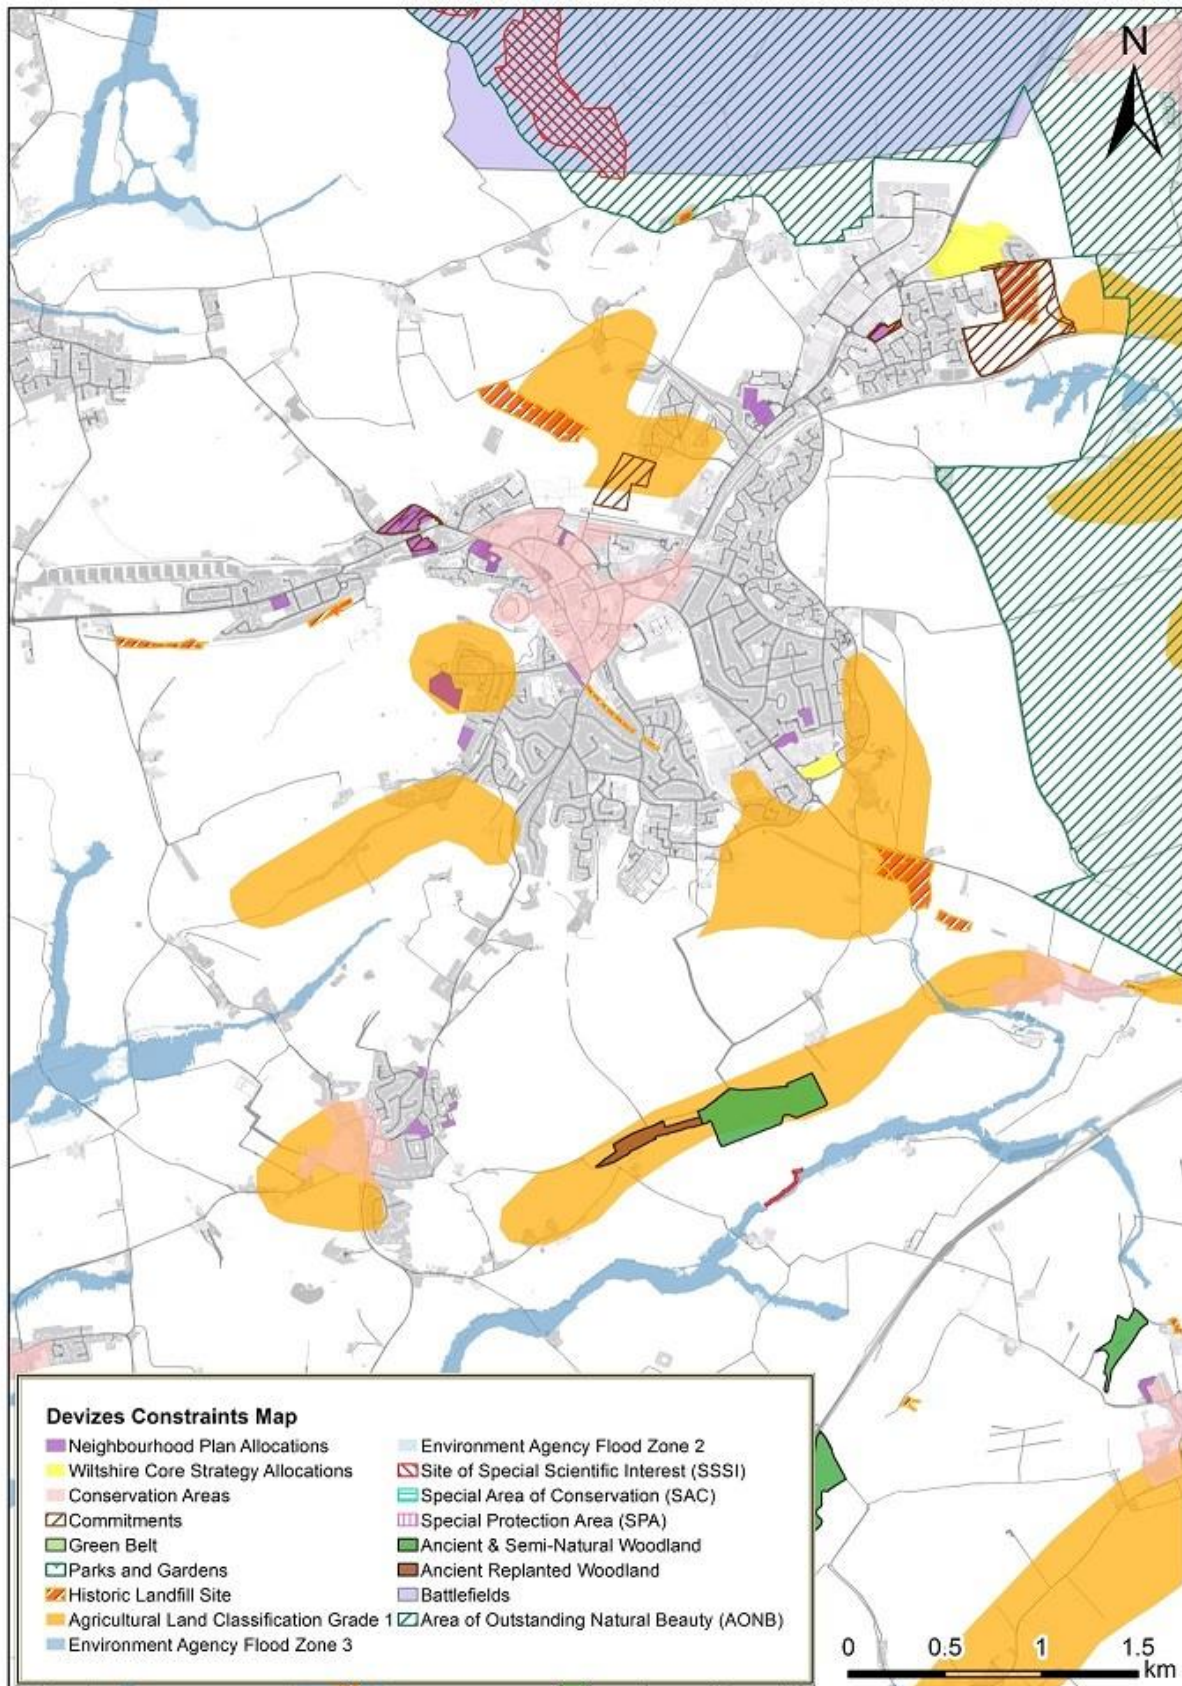 N
Devizes Constraints Map
Neighbourhood Plan Allocations
Wiltshire Core Strategy Allocations
Conservation Areas
Commitments
Green Belt
Parks and Gardens
Historic Landfill Site
Agricultural Land Classification Grade 1
Environment Agency Flood Zone 3
Environment Agency Flood Zone 2
Site of Special Scientific Interest (SSSI)
Special Area of Conservation (SAC)
Special Protection Area (SPA)
Ancient & Semi-Natural Woodland
Ancient Replanted Woodland
Battlefields
Area of Outstanding Natural Beauty (AONB)
0 0.5 1 1.5
km